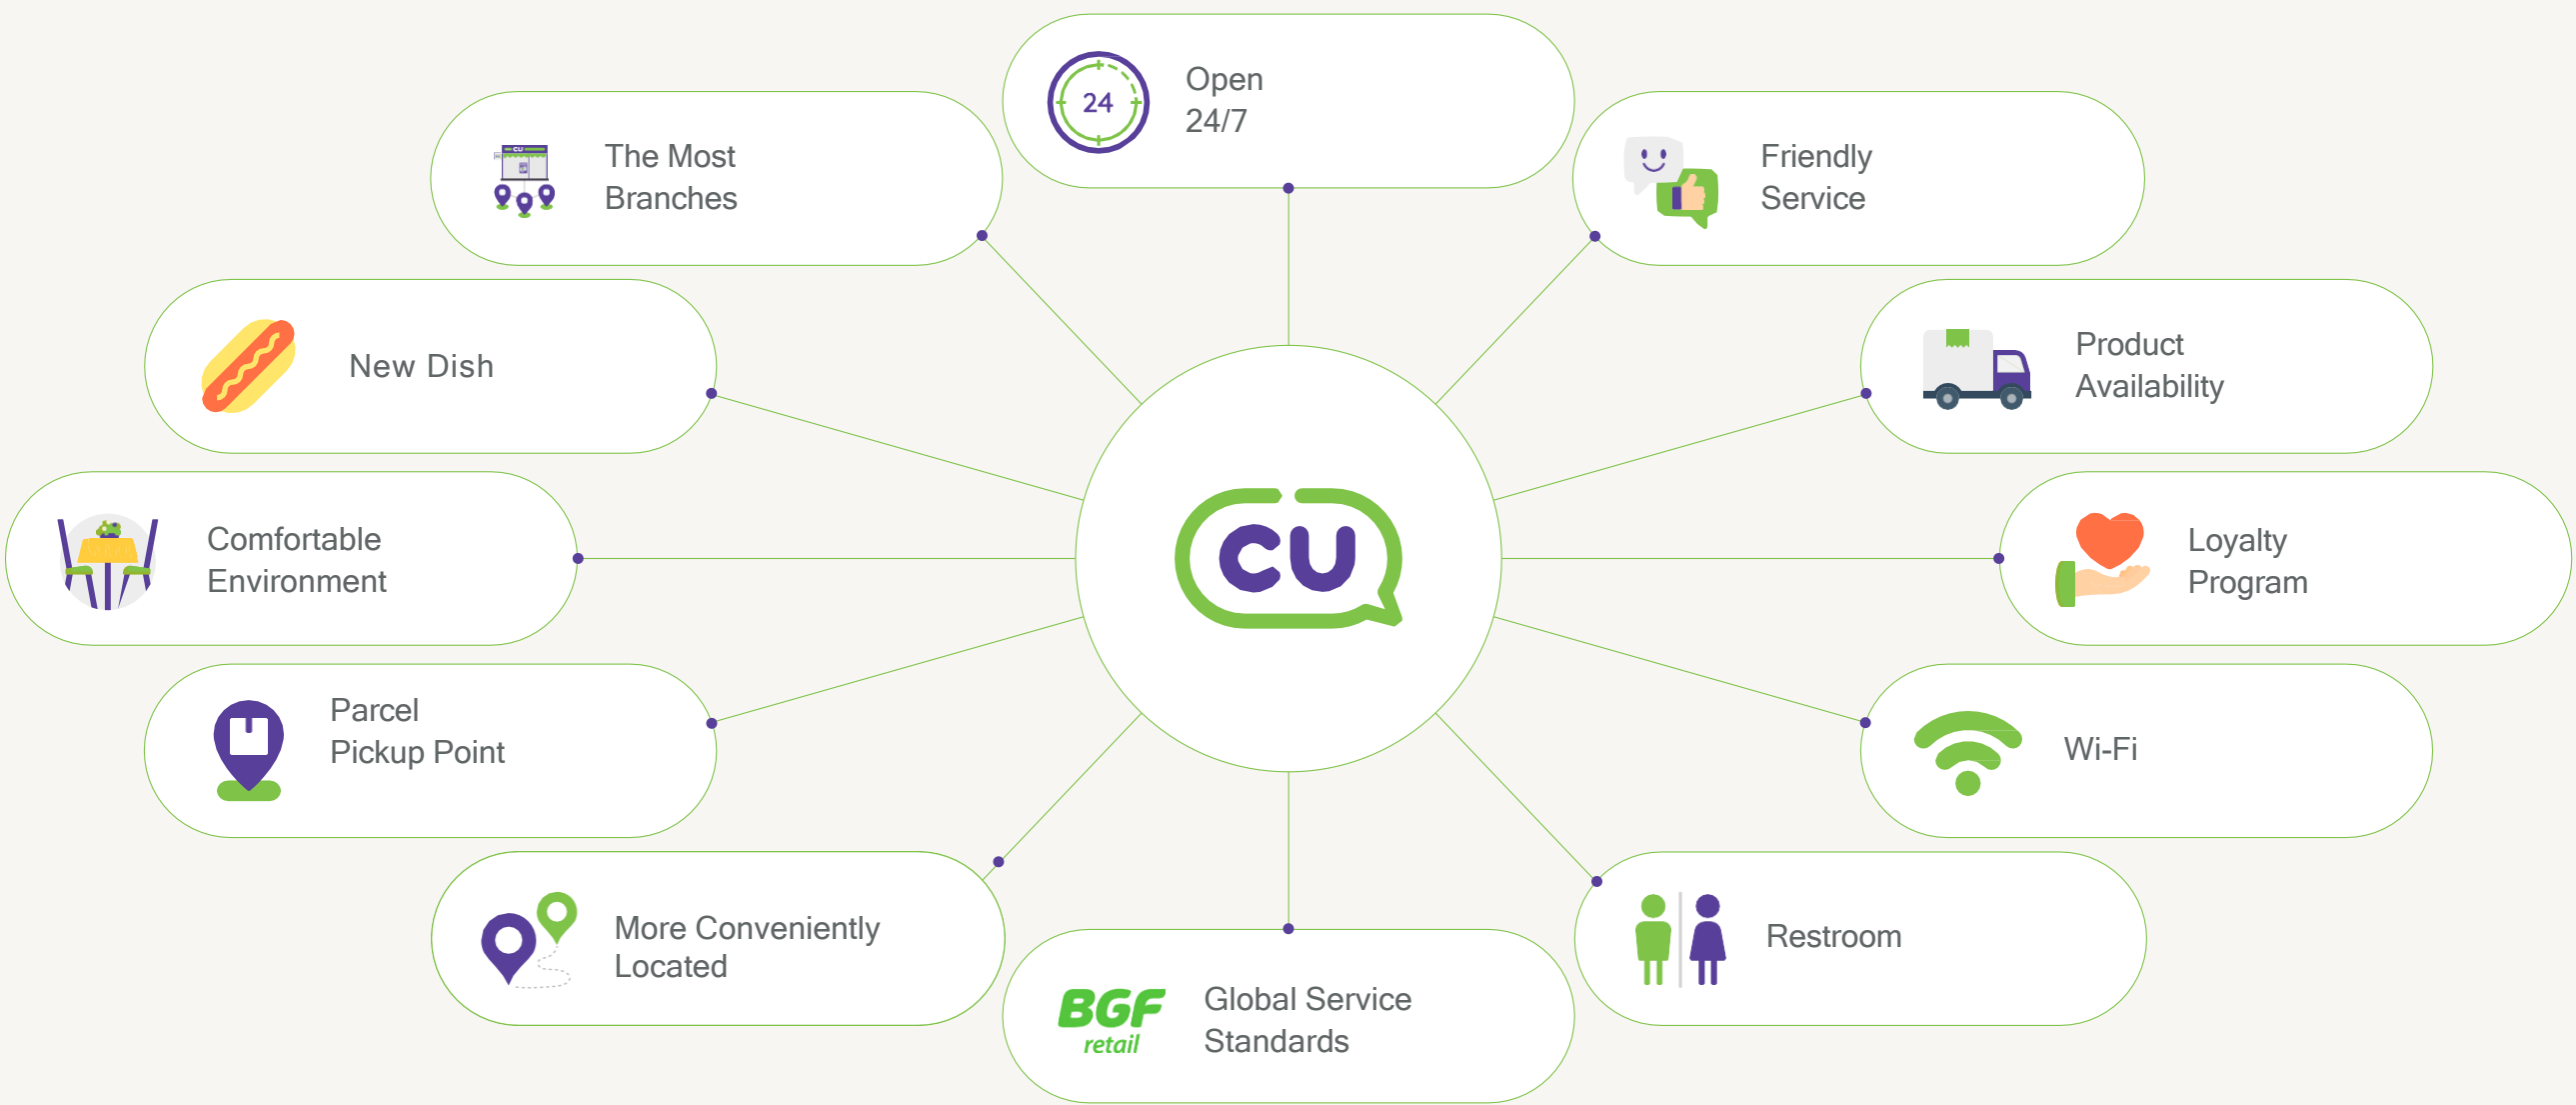 24
Open
24/7
CU
The Most
Branches
Friendly
Service
New Dish
Product
Availability
Comfortable
Environment
CU
Loyalty
Program
Parcel
Pickup Point
Wi-Fi
More Conveniently
Located
Restroom
BGF
retail
Global Service
Standards